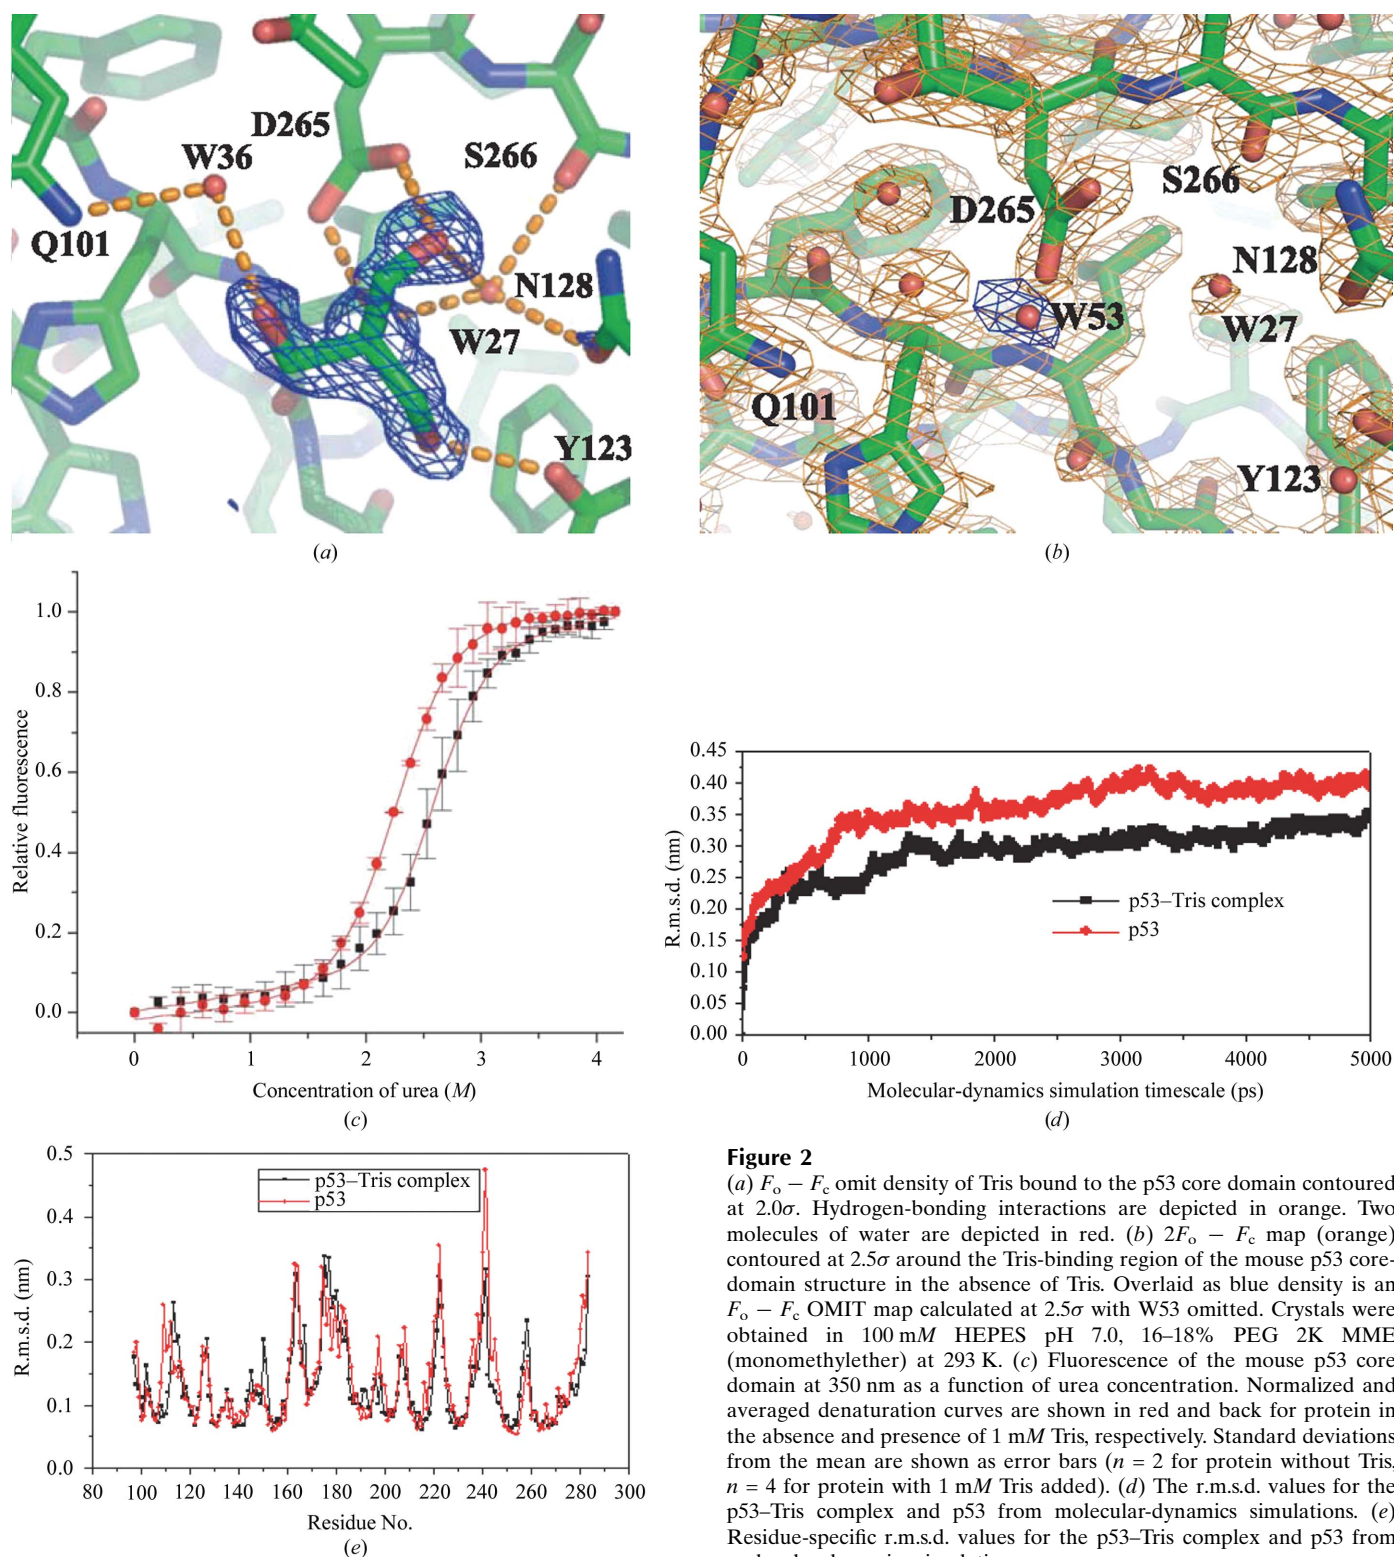 D265
W36
S266
Q101
N128
W27
Y123
(a)
S266
D265
N128
W53
W27
Q101
Y123
(b)
1.0
0.8
0.6
0.4
0.2
0.0
Relative fluorescence
0 1 2 3 4
Concentration of urea (M)
(c)
0.45
0.40
0.35
0.30
0.25
0.20
0.15
0.10
0.05
0.00
R.m.s.d. (nm)
p53–Tris complex
p53
0 1000 2000 3000 4000 5000
Molecular-dynamics simulation timescale (ps)
(d)
0.5
0.4
0.3
0.2
0.1
0.0
R.m.s.d. (nm)
p53–Tris complex
p53
80 100 120 140 160 180 200 220 240 260 280 300
Residue No.
(e)
Figure 2
(a) Fo − Fc omit density of Tris bound to the p53 core domain contoured
at 2.0σ. Hydrogen-bonding interactions are depicted in orange. Two
molecules of water are depicted in red. (b) 2Fo − Fc map (orange)
contoured at 2.5σ around the Tris-binding region of the mouse p53 core-
domain structure in the absence of Tris. Overlaid as blue density is an
Fo − Fc OMIT map calculated at 2.5σ with W53 omitted. Crystals were
obtained in 100 mM HEPES pH 7.0, 16–18% PEG 2K MME
(monomethylether) at 293 K. (c) Fluorescence of the mouse p53 core
domain at 350 nm as a function of urea concentration. Normalized and
averaged denaturation curves are shown in red and back for protein in
the absence and presence of 1 mM Tris, respectively. Standard deviations
from the mean are shown as error bars (n = 2 for protein without Tris,
n = 4 for protein with 1 mM Tris added). (d) The r.m.s.d. values for the
p53–Tris complex and p53 from molecular-dynamics simulations. (e)
Residue-specific r.m.s.d. values for the p53–Tris complex and p53 from